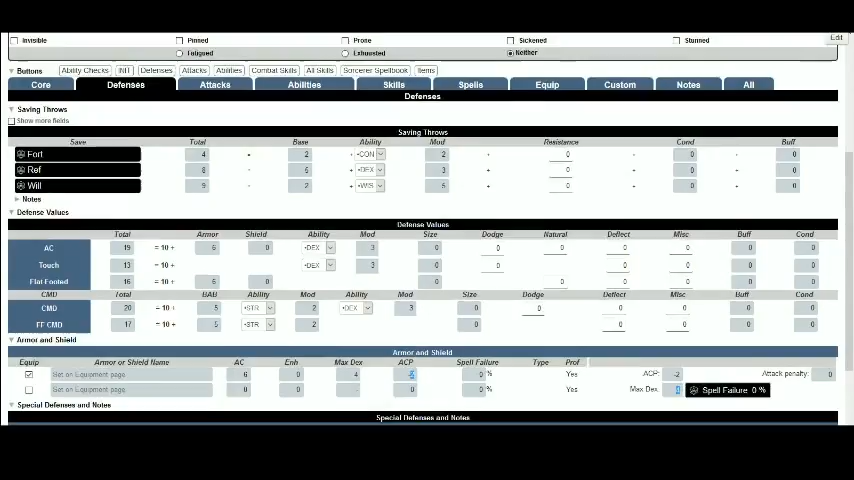 Invisible Pinned Prone Sickened Stunned Edit
Fatigued Exhausted Neither
Buttons Ability Checks INIT Defenses Attacks Abilities Combat Skills All Skills Sorcerer Spellbook Items
Core Defenses Attacks Abilities Skills Spells Equip Custom Notes All
Defenses
Saving Throws
Show more fields
Saving Throws
Save Total Base Ability Mod Resistance Cond Buff
Fort 4 = 2 + •CON 2 + 0 + 0 + 0
Ref 8 = 5 + •DEX 3 + 0 + 0 + 0
Will 9 - 2 + •WIS 5 + 0 + 0 + 0
Notes
Defense Values
Defense Values
Total Armor Shield Ability Mod Size Dodge Natural Deflect Misc Buff Cond
AC 19 = 10 + 6 0 •DEX 3 0 0 0 0 0 0 0
Touch 13 = 10 + •DEX 3 0 0 0 0 0 0
Flat Footed 16 = 10 + 6 0 0 0 0 0 0 0
CMD Total BAB Ability Mod Ability Mod Size Dodge Deflect Misc Buff Cond
CMD 20 = 10 + 5 •STR 2 •DEX 3 0 0 0 0 0 0
FF CMD 17 = 10 + 5 •STR 2 0 0 0 0 0
Armor and Shield
Armor and Shield
Equip Armor or Shield Name AC Enh Max Dex ACP Spell Failure Type Prof
Set on Equipment page 6 0 4 0 % Yes ACP: -2 Attack penalty: 0
Set on Equipment page 0 0 - 0 0 % Yes Max Dex: Spell Failure 0 %
Special Defenses and Notes
Special Defenses and Notes